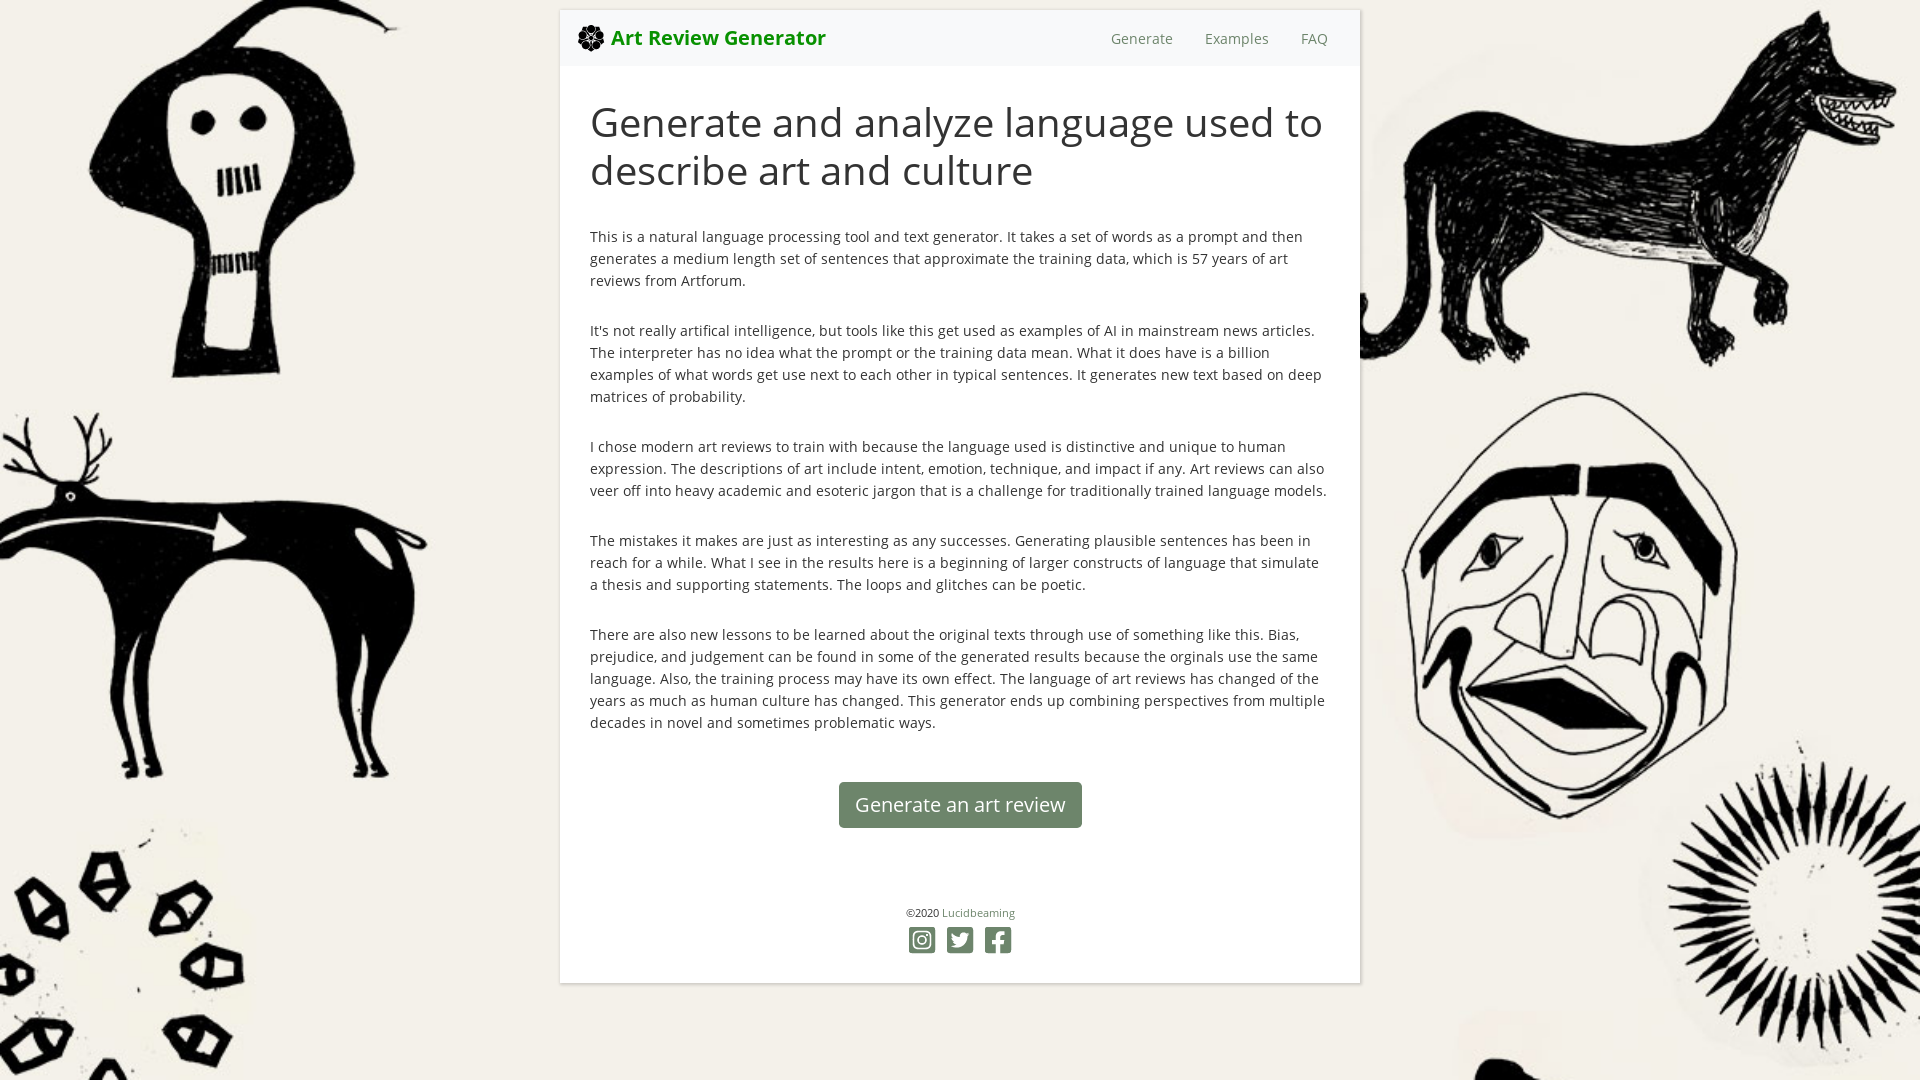 Art Review Generator
Generate
Examples
FAQ
Generate and analyze language used to
describe art and culture
This is a natural language processing tool and text generator. It takes a set of words as a prompt and then
generates a medium length set of sentences that approximate the training data, which is 57 years of art
reviews from Artforum.
It's not really artifical intelligence, but tools like this get used as examples of AI in mainstream news articles.
The interpreter has no idea what the prompt or the training data mean. What it does have is a billion
examples of what words get use next to each other in typical sentences. It generates new text based on deep
matrices of probability.
I chose modern art reviews to train with because the language used is distinctive and unique to human
expression. The descriptions of art include intent, emotion, technique, and impact if any. Art reviews can also
veer off into heavy academic and esoteric jargon that is a challenge for traditionally trained language models.
The mistakes it makes are just as interesting as any successes. Generating plausible sentences has been in
reach for a while. What I see in the results here is a beginning of larger constructs of language that simulate
a thesis and supporting statements. The loops and glitches can be poetic.
There are also new lessons to be learned about the original texts through use of something like this. Bias,
prejudice, and judgement can be found in some of the generated results because the orginals use the same
language. Also, the training process may have its own effect. The language of art reviews has changed of the
years as much as human culture has changed. This generator ends up combining perspectives from multiple
decades in novel and sometimes problematic ways.
Generate an art review
©2020 Lucidbeaming